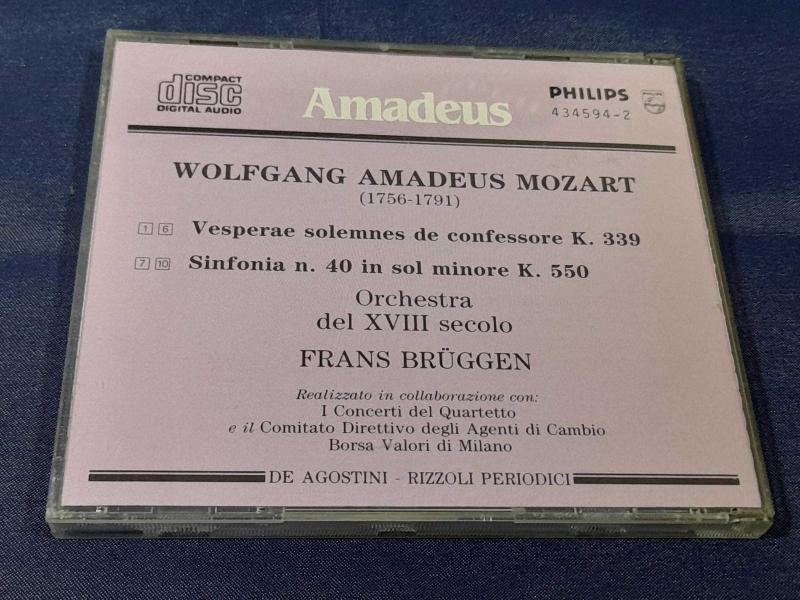 COMPACT
disc
DIGITAL AUDIO
Amadeus
PHILIPS
434594-2
WOLFGANG AMADEUS MOZART
(1756-1791)
1 6 Vesperae solemnes de confessore K. 339
7 10 Sinfonia n. 40 in sol minore K. 550
Orchestra
del XVIII secolo
FRANS BRÜGGEN
Realizzato in collaborazione con:
I Concerti del Quartetto
e il Comitato Direttivo degli Agenti di Cambio
Borsa Valori di Milano
DE AGOSTINI - RIZZOLI PERIODICI